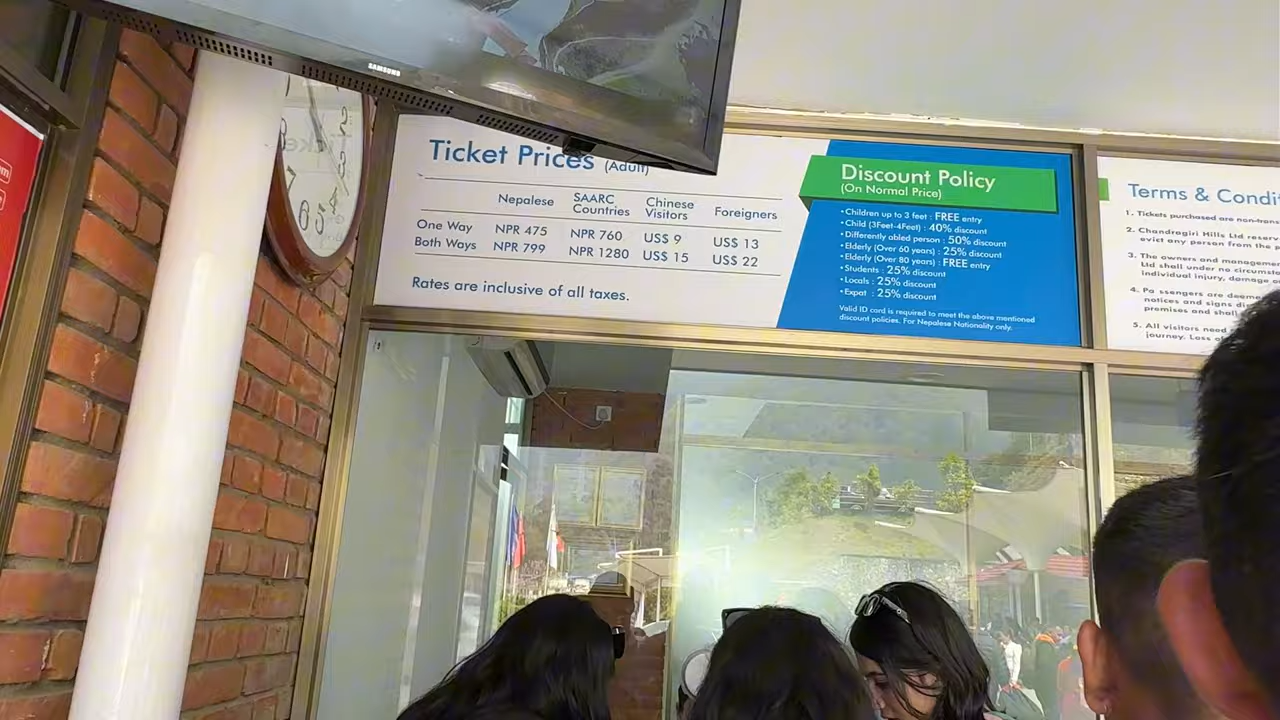 SAMSUNG
Ticket Prices (Adult)
Nepalese SAARC Countries Chinese Visitors Foreigners
One Way NPR 475 NPR 760 US$ 9 US$ 13
Both Ways NPR 799 NPR 1280 US$ 15 US$ 22
Rates are inclusive of all taxes.
Discount Policy
(On Normal Price)
• Children up to 3 feet : FREE entry
• Child (3Feet-4Feet) : 40% discount
• Differently abled person : 50% discount
• Elderly (Over 60 years) : 25% discount
• Elderly (Over 80 years) : FREE entry
• Students : 25% discount
• Locals : 25% discount
• Expat : 25% discount
Valid ID card is required to meet the above mentioned
discount policies. For Nepalese Nationality only.
Terms & Condit
1. Tickets purchased are non-trans
2. Chandragiri Hills Ltd reserv
evict any person from the p
3. The owners and manageme
Ltd shall under no circumst
individual injury, damage o
4. Pa ssengers are deeme
notices and signs di
premises and shall
5. All visitors need
journey. Loss o